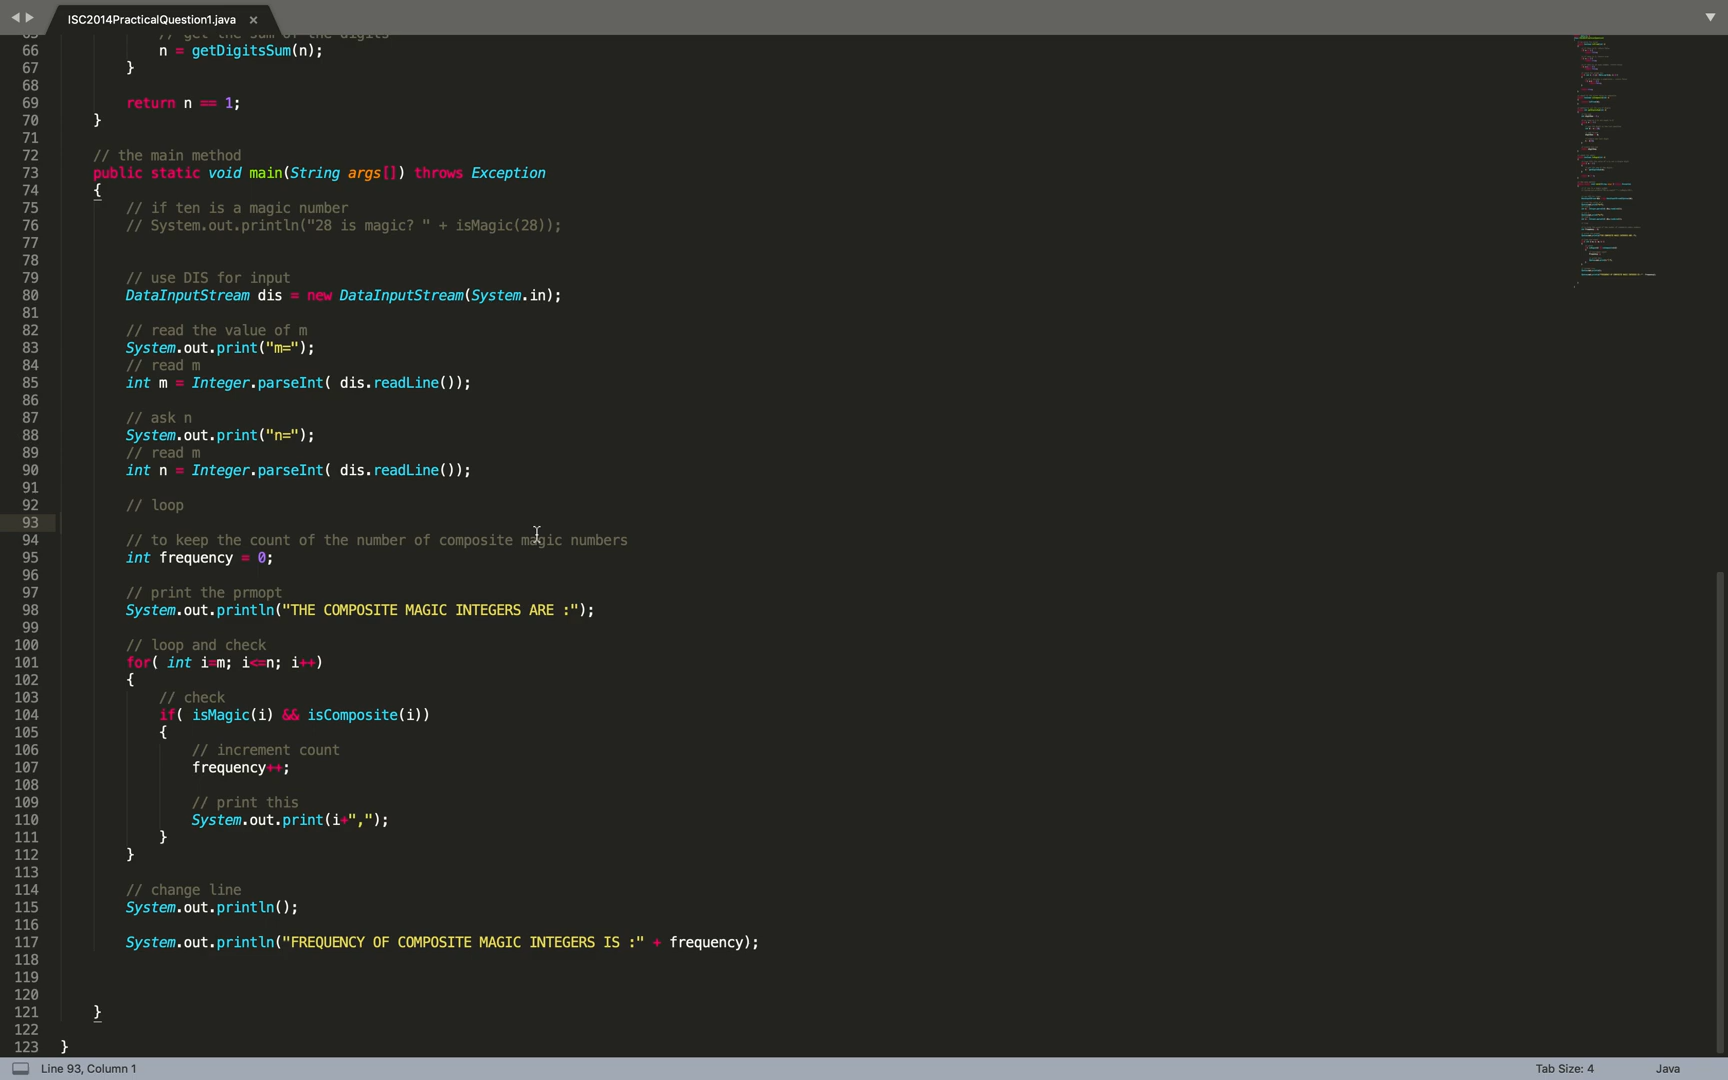 ISC2014PracticalQuestion1.java ×
65 // get the sum of the digits
66 n = getDigitsSum(n);
67 }
68
69 return n == 1;
70 }
71
72 // the main method
73 public static void main(String args[]) throws Exception
74 {
75 // if ten is a magic number
76 // System.out.println("28 is magic? " + isMagic(28));
77
78
79 // use DIS for input
80 DataInputStream dis = new DataInputStream(System.in);
81
82 // read the value of m
83 System.out.print("m=");
84 // read m
85 int m = Integer.parseInt( dis.readLine());
86
87 // ask n
88 System.out.print("n=");
89 // read m
90 int n = Integer.parseInt( dis.readLine());
91
92 // loop
93
94 // to keep the count of the number of composite magic numbers
95 int frequency = 0;
96
97 // print the prmopt
98 System.out.println("THE COMPOSITE MAGIC INTEGERS ARE :");
99
100 // loop and check
101 for( int i=m; i<=n; i++)
102 {
103 // check
104 if( isMagic(i) && isComposite(i))
105 {
106 // increment count
107 frequency++;
108
109 // print this
110 System.out.print(i+",");
111 }
112 }
113
114 // change line
115 System.out.println();
116
117 System.out.println("FREQUENCY OF COMPOSITE MAGIC INTEGERS IS :" + frequency);
118
119
120
121 }
122
123 }
Line 93, Column 1 Tab Size: 4 Java